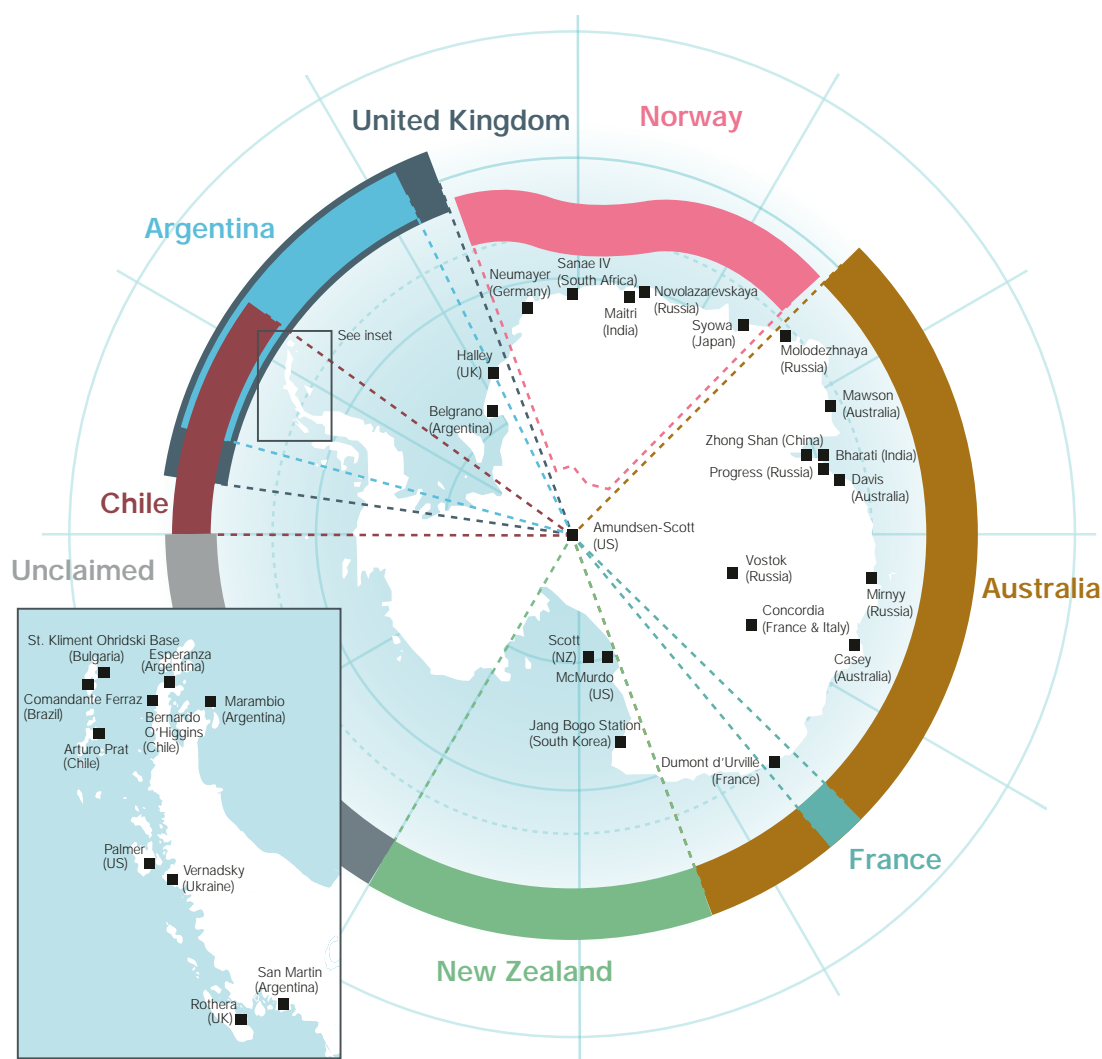 United Kingdom
Norway
Argentina
Chile
Unclaimed
Australia
France
New Zealand
See inset
Neumayer
(Germany)
Sanae IV
(South Africa)
Maitri
(India)
Novolazarevskaya
(Russia)
Syowa
(Japan)
Molodezhnaya
(Russia)
Halley
(UK)
Belgrano
(Argentina)
Mawson
(Australia)
Zhong Shan (China)
Bharati (India)
Progress (Russia)
Davis
(Australia)
Amundsen-Scott
(US)
Vostok
(Russia)
Mirnyy
(Russia)
Concordia
(France & Italy)
Casey
(Australia)
Scott
(NZ)
McMurdo
(US)
Jang Bogo Station
(South Korea)
Dumont d’Urville
(France)
St. Kliment Ohridski Base
(Bulgaria)
Esperanza
(Argentina)
Comandante Ferraz
(Brazil)
Bernardo
O’Higgins
(Chile)
Marambio
(Argentina)
Arturo Prat
(Chile)
Palmer
(US)
Vernadsky
(Ukraine)
San Martin
(Argentina)
Rothera
(UK)